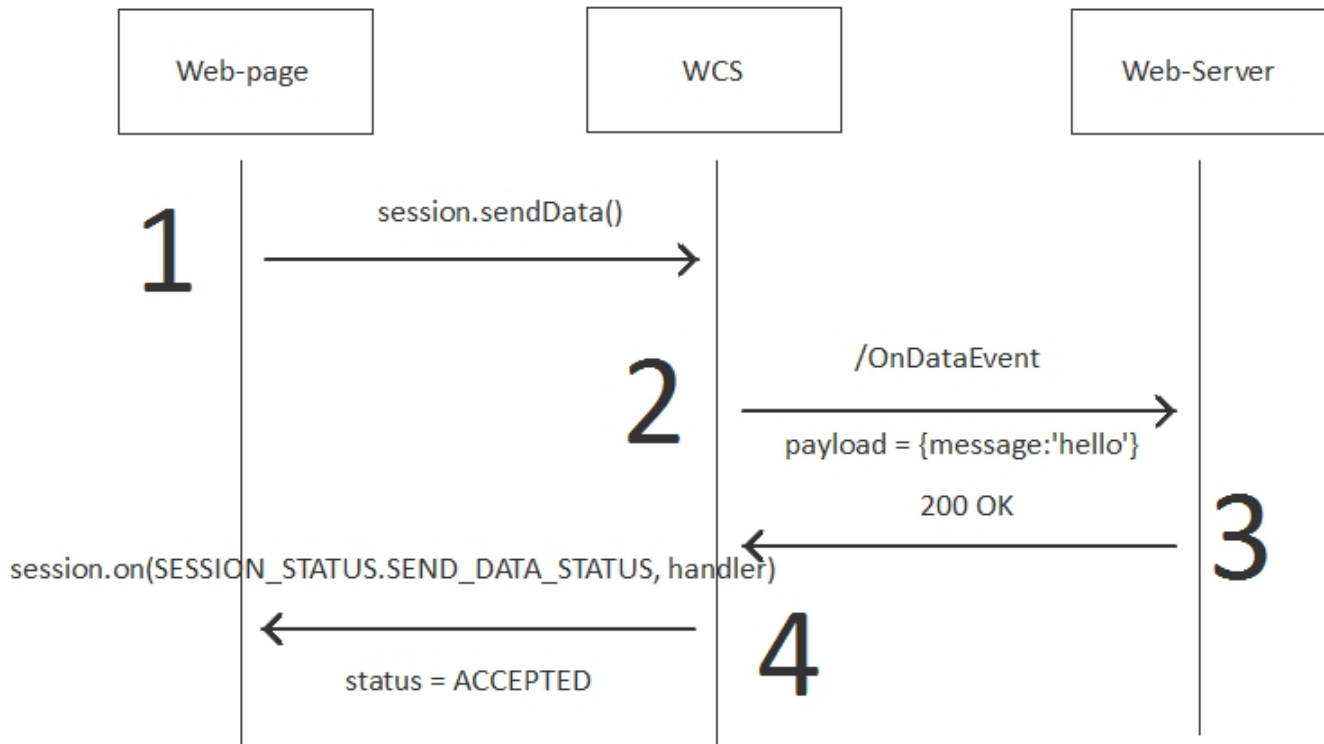 Web-page
WCS
Web-Server
1
session.sendData()
2
/OnDataEvent
payload = {message:'hello'}
200 OK
3
session.on(SESSION_STATUS.SEND_DATA_STATUS, handler)
4
status = ACCEPTED